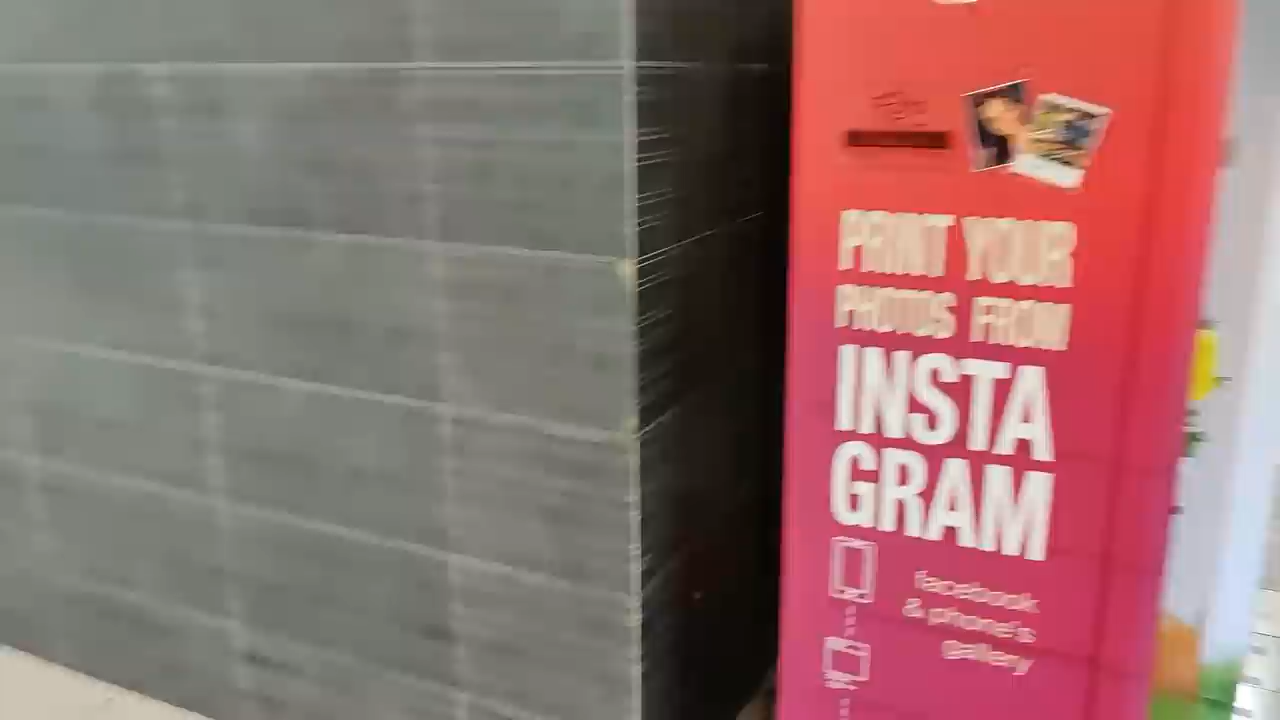 PRINT YOUR
PHOTOS FROM
INSTA
GRAM
facebook
& phone's
gallery